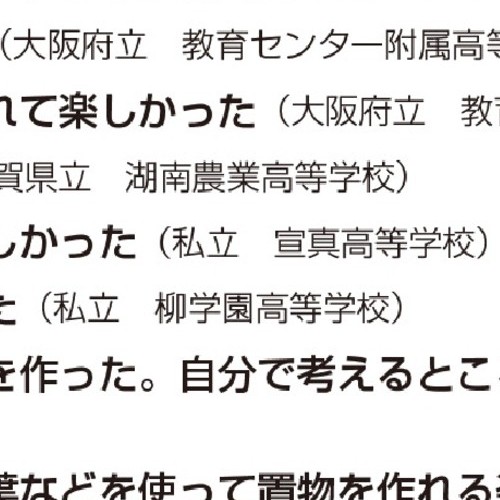 （大阪府立　教育センター附属高等
れて楽しかった（大阪府立　教育
賀県立　湖南農業高等学校）
しかった（私立　宣真高等学校）
た（私立　柳学園高等学校）
を作った。自分で考えるところ
葉などを使って置物を作れる